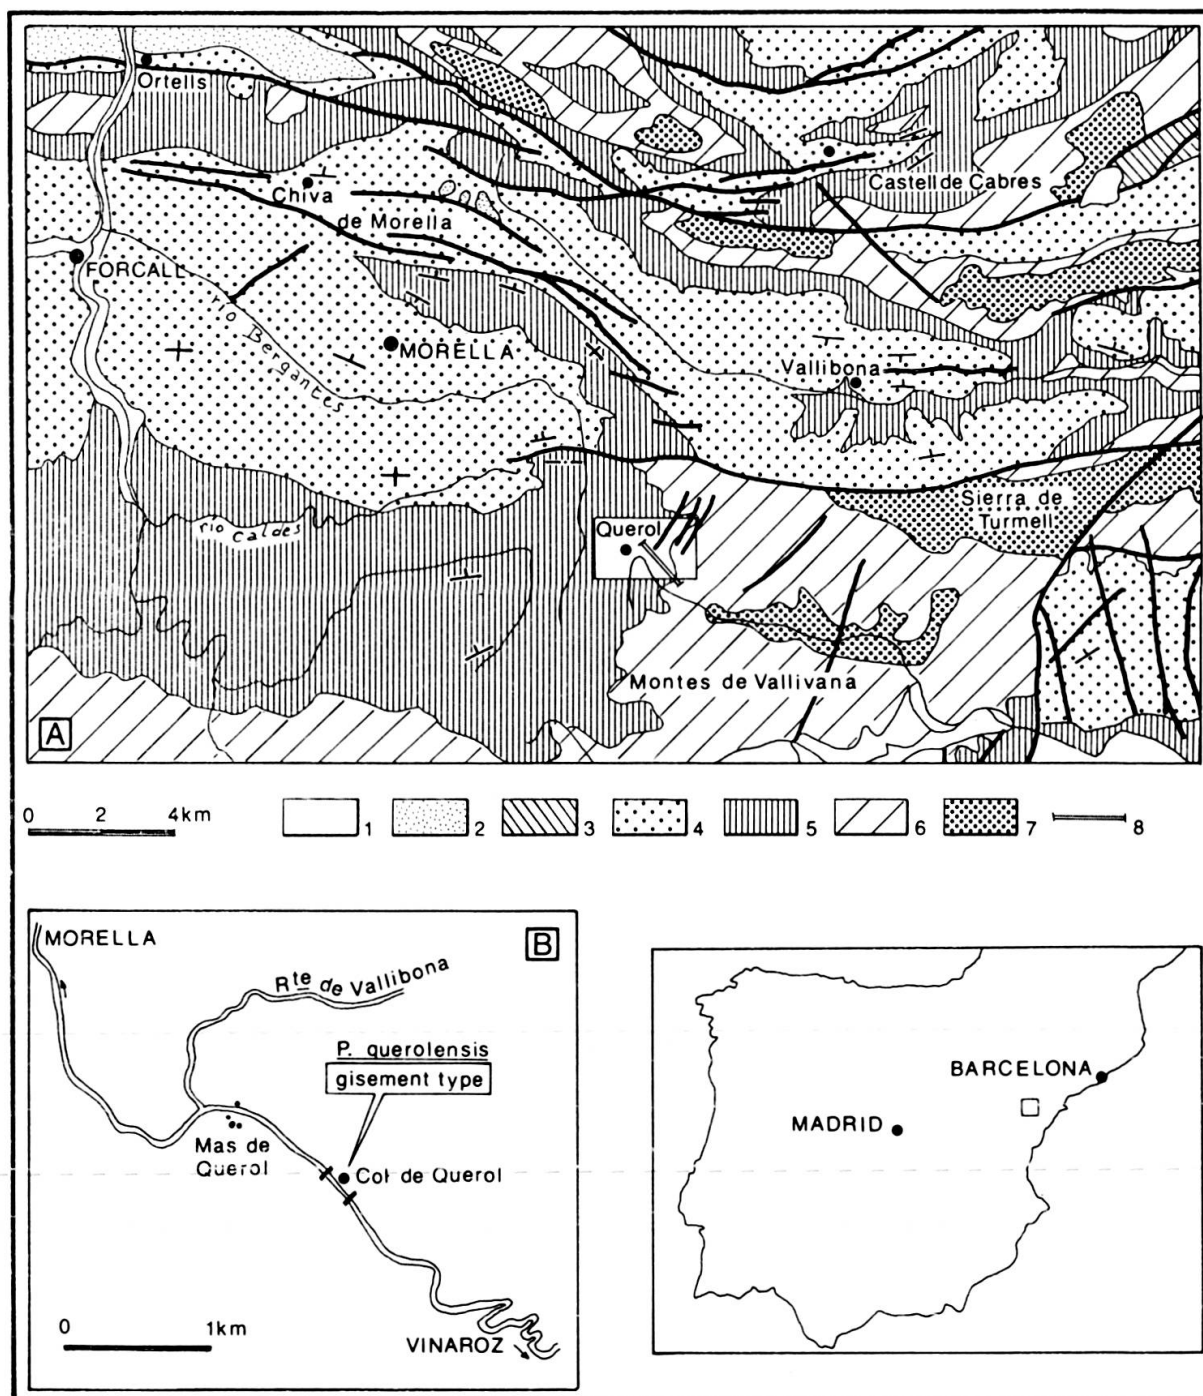 Ortells
Chiva
de Morella
Castell de Cabres
FORCALL
rio Bergantes
MORELLA
Vallibona
Sierra de
Turmell
rio Caldes
Querol
Montes de Vallivana
A
0 2 4km
1 2 3 4 5 6 7 8
MORELLA
B
Rte de Vallibona
P. querolensis
gisement type
Mas de
Querol
Col de Querol
0 1km
VINAROZ
BARCELONA
MADRID